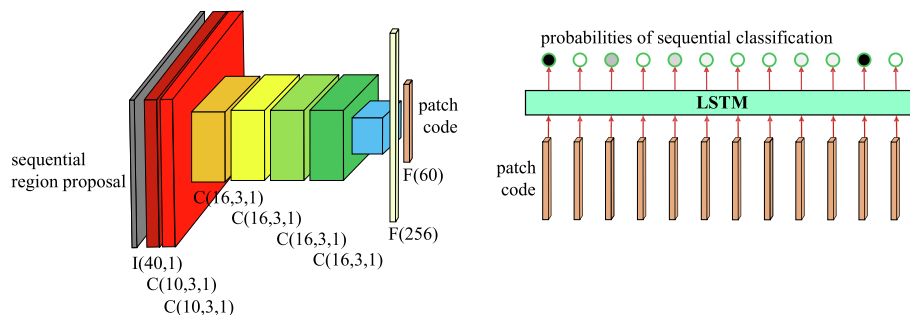 sequential
region proposal
I(40,1)
C(10,3,1)
C(10,3,1)
C(16,3,1)
C(16,3,1)
C(16,3,1)
C(16,3,1)
F(256)
F(60)
patch
code
probabilities of sequential classification
LSTM
patch
code